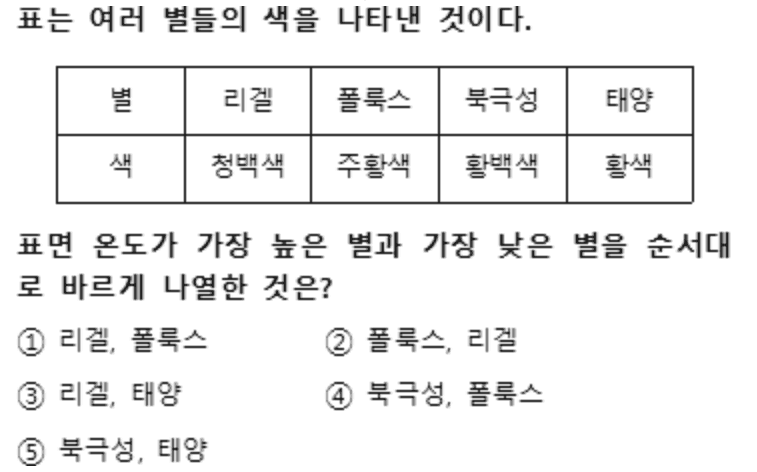 표는 여러 별들의 색을 나타낸 것이다.
별 리겔 폴룩스 북극성 태양
색 청백색 주황색 황백색 황색
표면 온도가 가장 높은 별과 가장 낮은 별을 순서대
로 바르게 나열한 것은?
① 리겔, 폴룩스 ② 폴룩스, 리겔
③ 리겔, 태양 ④ 북극성, 폴룩스
⑤ 북극성, 태양